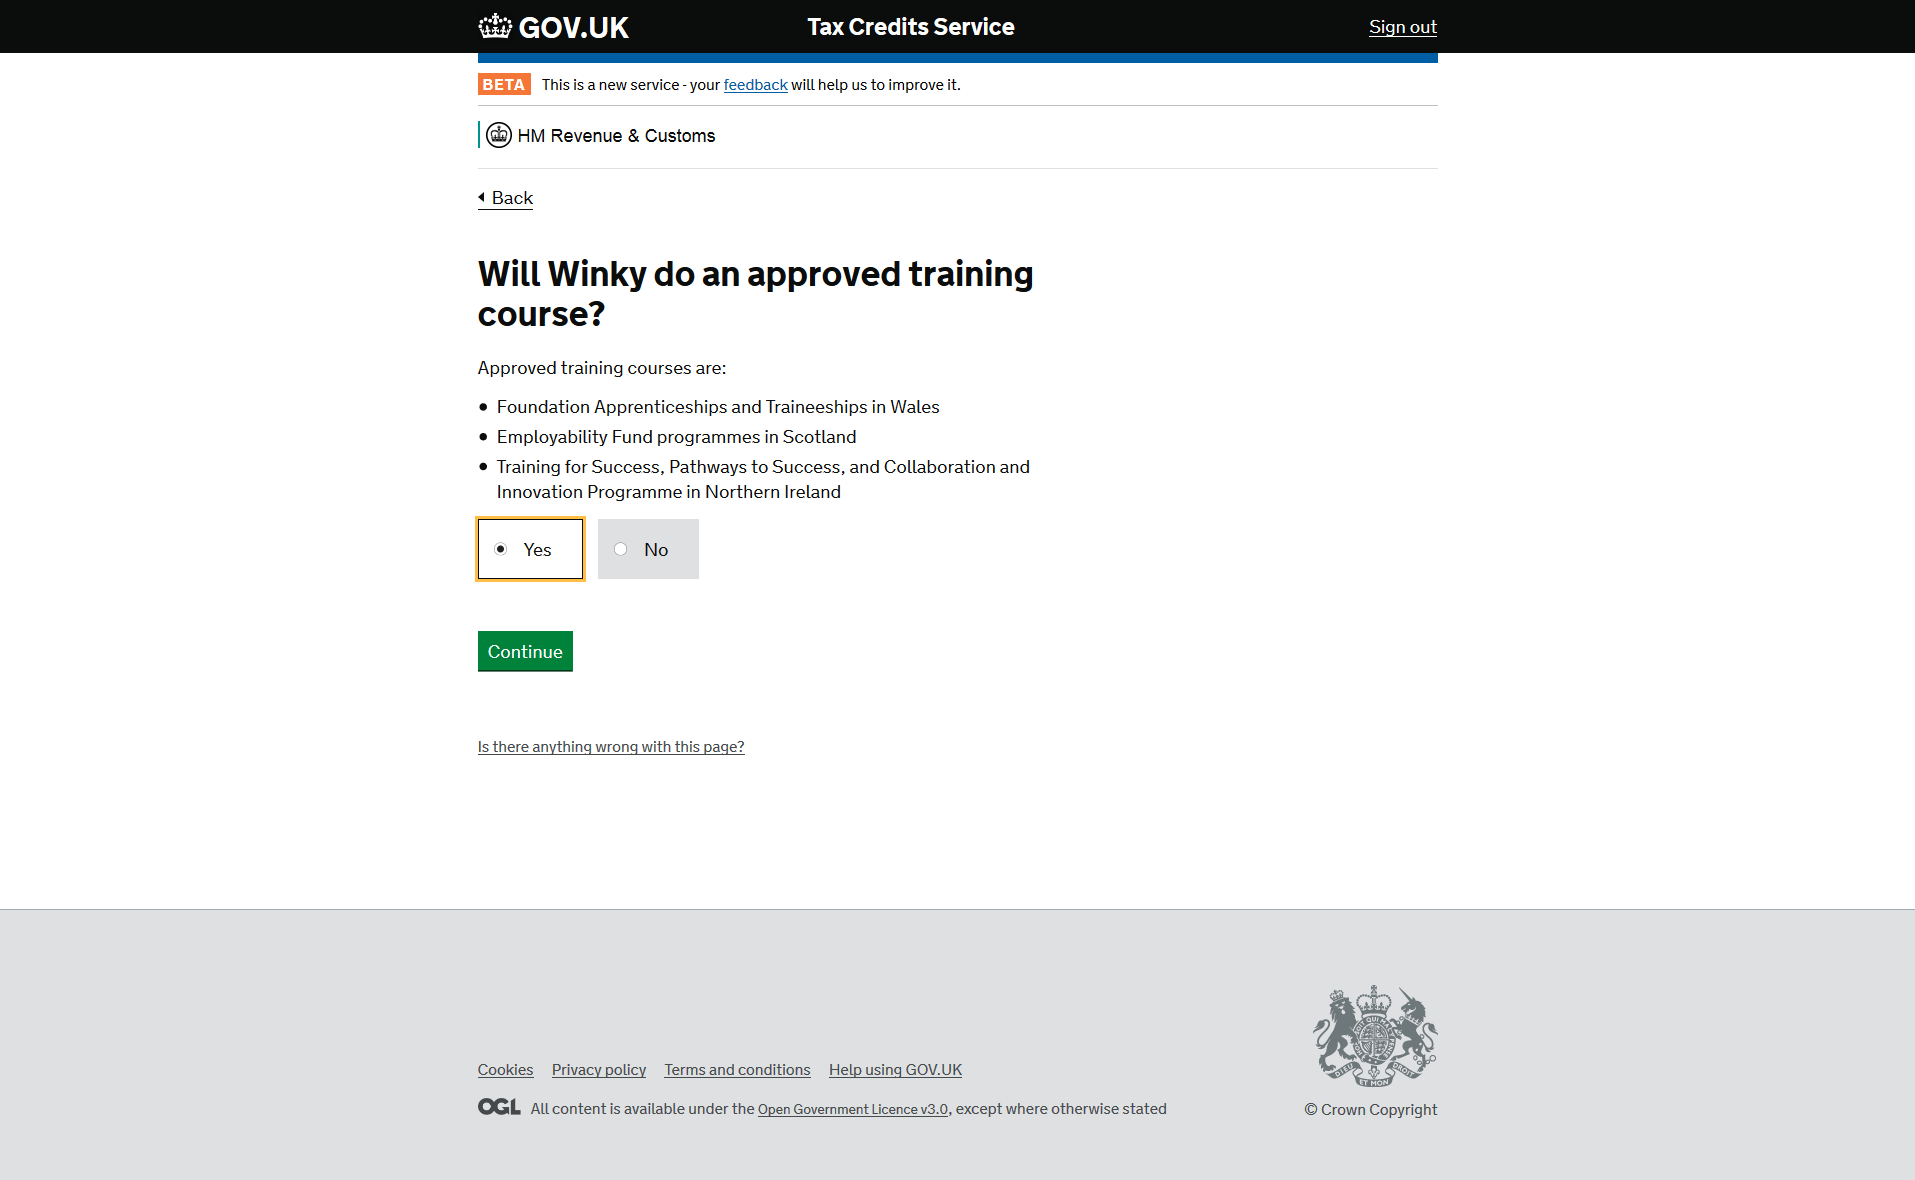 GOV.UK
Tax Credits Service
Sign out
BETA
This is a new service - your feedback will help us to improve it.
HM Revenue & Customs
Back
Will Winky do an approved training
course?
Approved training courses are:
Foundation Apprenticeships and Traineeships in Wales
Employability Fund programmes in Scotland
Training for Success, Pathways to Success, and Collaboration and
Innovation Programme in Northern Ireland
Yes
No
Continue
Is there anything wrong with this page?
Cookies
Privacy policy
Terms and conditions
Help using GOV.UK
OGL
All content is available under the Open Government Licence v3.0, except where otherwise stated
DIEU
ET MON
DROIT
© Crown Copyright